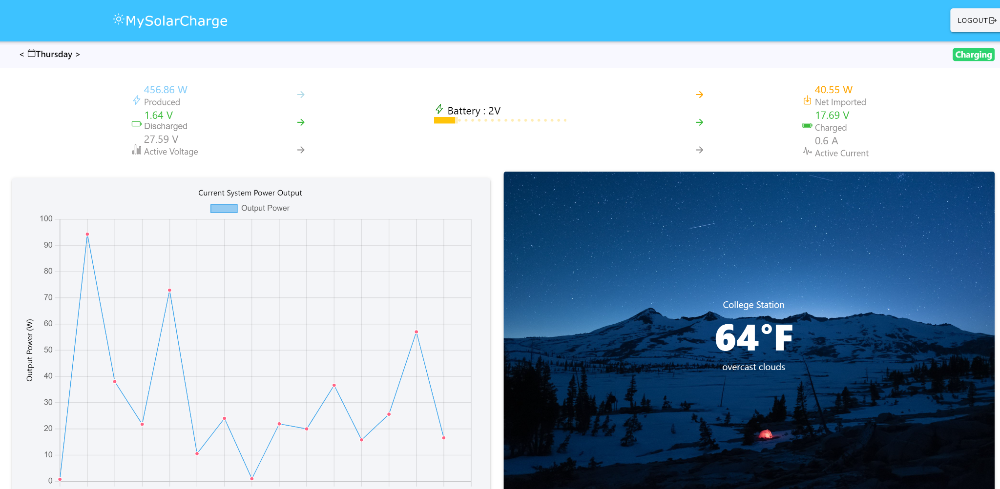 MySolarCharge
LOGOUT
< Thursday >
Charging
456.86 W
Produced
1.64 V
Discharged
27.59 V
Active Voltage
Battery : 2V
40.55 W
Net Imported
17.69 V
Charged
0.6 A
Active Current
Current System Power Output
Output Power
100
90
80
70
60
50
40
30
20
10
0
Output Power (W)
College Station
64°F
overcast clouds